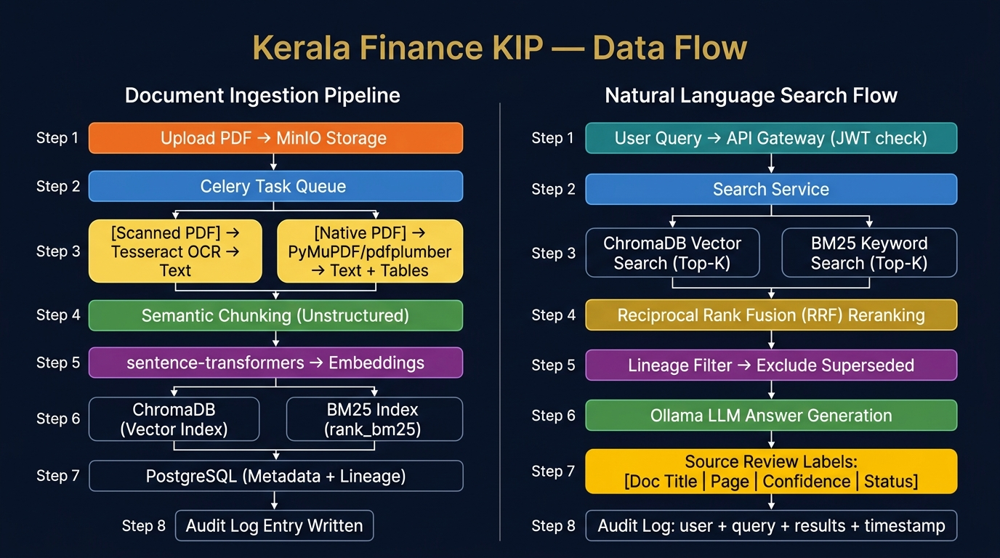 Kerala Finance KIP — Data Flow
Document Ingestion Pipeline
Step 1
Upload PDF → MinIO Storage
Step 2
Celery Task Queue
Step 3
[Scanned PDF] →
Tesseract OCR →
Text
[Native PDF] →
PyMuPDF/pdfplumber
→ Text + Tables
Step 4
Semantic Chunking (Unstructured)
Step 5
sentence-transformers → Embeddings
Step 6
ChromaDB
(Vector Index)
BM25 Index
(rank_bm25)
Step 7
PostgreSQL (Metadata + Lineage)
Step 8
Audit Log Entry Written
Natural Language Search Flow
Step 1
User Query → API Gateway (JWT check)
Step 2
Search Service
Step 3
ChromaDB Vector
Search (Top-K)
BM25 Keyword
Search (Top-K)
Step 4
Reciprocal Rank Fusion (RRF) Reranking
Step 5
Lineage Filter → Exclude Superseded
Step 6
Ollama LLM Answer Generation
Step 7
Source Review Labels:
[Doc Title | Page | Confidence | Status]
Step 8
Audit Log: user + query + results + timestamp